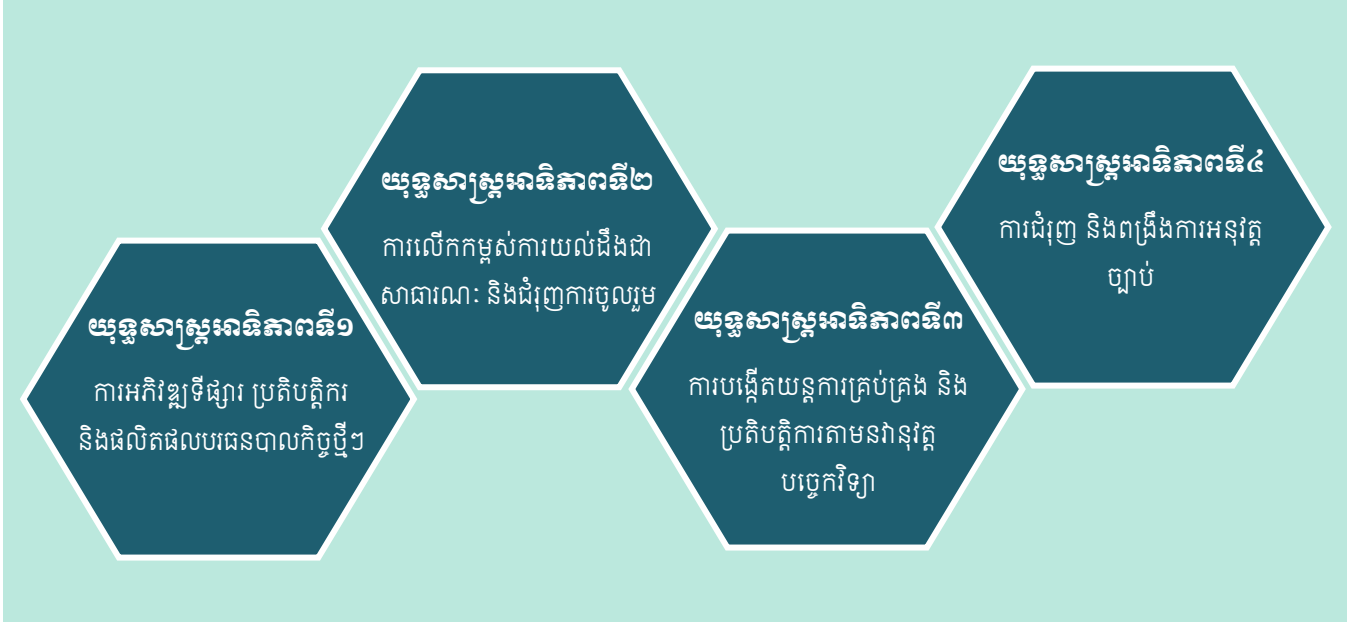 យុទ្ធសាស្ត្រអាទិភាពទី១
ការអភិវឌ្ឍទីផ្សារ ប្រតិបត្តិករ
និងផលិតផលបរធនបាលកិច្ចថ្មីៗ
យុទ្ធសាស្ត្រអាទិភាពទី២
ការលើកកម្ពស់ការយល់ដឹងជា
សាធារណៈ និងជំរុញការចូលរួម
យុទ្ធសាស្ត្រអាទិភាពទី៣
ការបង្កើតយន្តការគ្រប់គ្រង និង
ប្រតិបត្តិការតាមនវានុវត្ត
បច្ចេកវិទ្យា
យុទ្ធសាស្ត្រអាទិភាពទី៤
ការជំរុញ និងពង្រឹងការអនុវត្ត
ច្បាប់